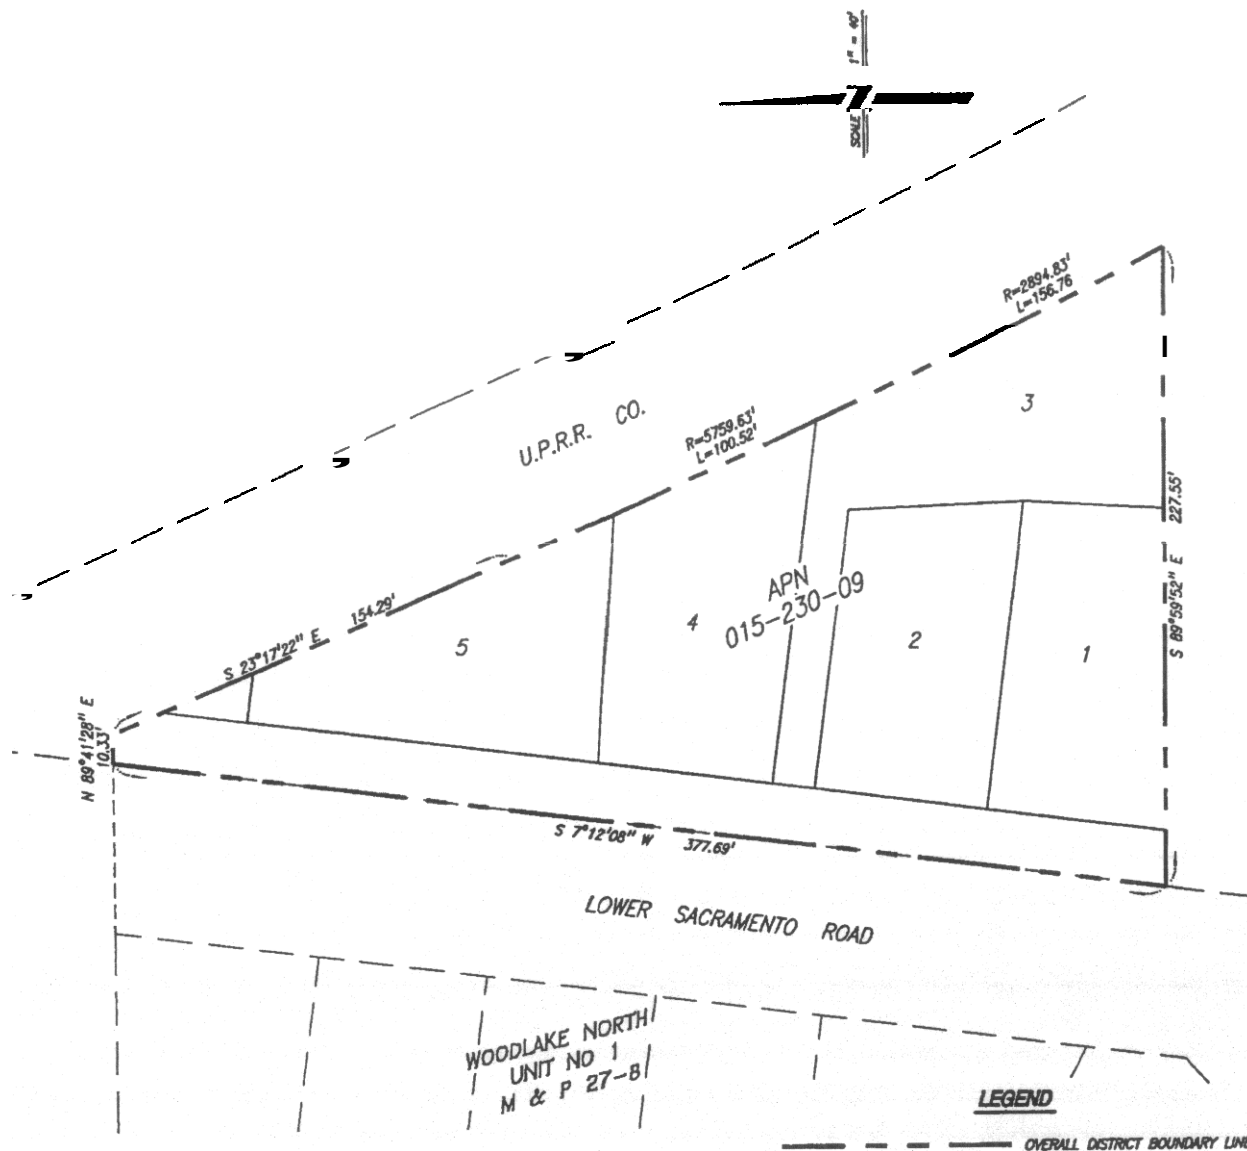 1" = 40'
SCALE
R=2894.83'
L=156.76
3
R=5759.63'
L=100.52'
U.P.R.R. CO.
227.55'
S 89°59'52" E
APN
015-230-09
154.29'
S 23°17'22" E
5
4
2
1
N 89°41'28" E
10.33'
S 7°12'08" W 377.69'
LOWER SACRAMENTO ROAD
WOODLAKE NORTH
UNIT NO 1
M & P 27-8
LEGEND
OVERALL DISTRICT BOUNDARY LINE